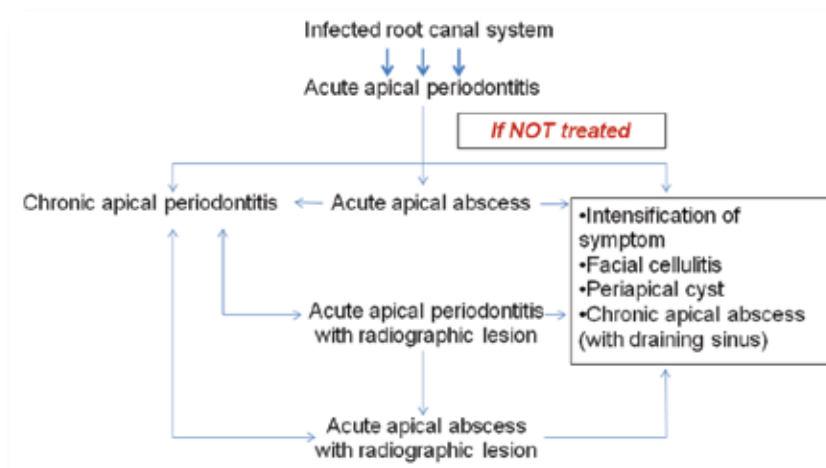 Infected root canal system
Acute apical periodontitis
If NOT treated
Chronic apical periodontitis
Acute apical abscess
•Intensification of
symptom
•Facial cellulitis
•Periapical cyst
•Chronic apical abscess
(with draining sinus)
Acute apical periodontitis
with radiographic lesion
Acute apical abscess
with radiographic lesion